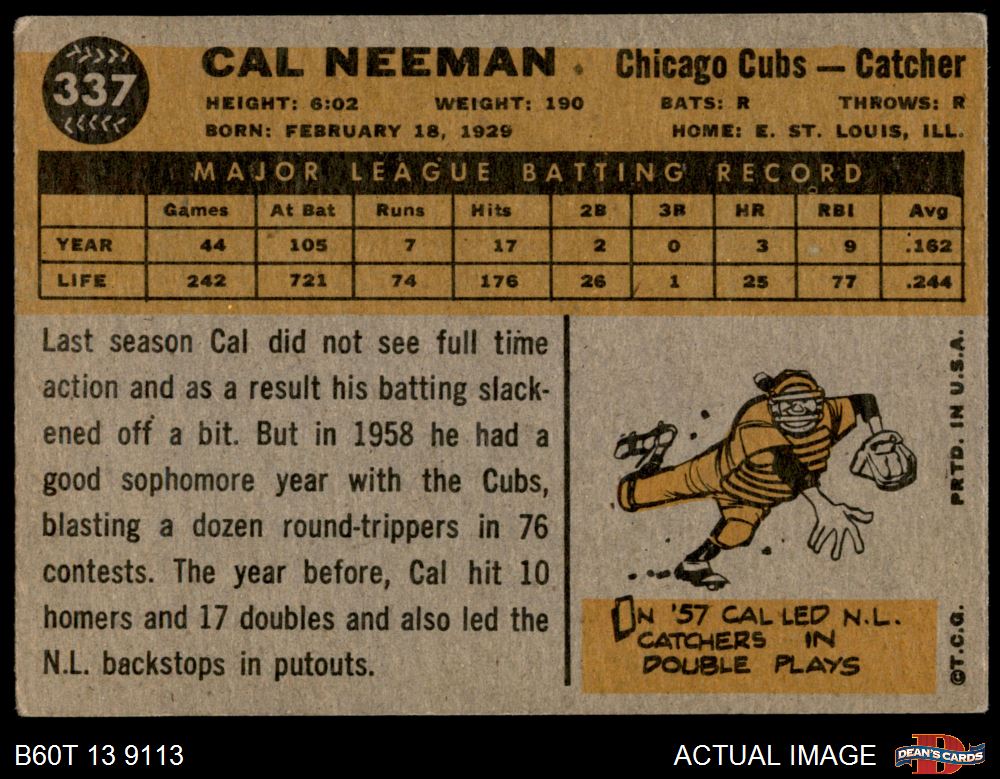 337
CAL NEEMAN • Chicago Cubs — Catcher
HEIGHT: 6:02 WEIGHT: 190 BATS: R THROWS: R
BORN: FEBRUARY 18, 1929 HOME: E. ST. LOUIS, ILL.
MAJOR LEAGUE BATTING RECORD
Games At Bat Runs Hits 2B 3B HR RBI Avg
YEAR 44 105 7 17 2 0 3 9 .162
LIFE 242 721 74 176 26 1 25 77 .244
Last season Cal did not see full time
action and as a result his batting slack-
ened off a bit. But in 1958 he had a
good sophomore year with the Cubs,
blasting a dozen round-trippers in 76
contests. The year before, Cal hit 10
homers and 17 doubles and also led the
N.L. backstops in putouts.
IN '57 CAL LED N.L.
CATCHERS IN
DOUBLE PLAYS
PRTD. IN U.S.A.
©T.C.G.
B60T 13 9113
ACTUAL IMAGE
DEAN'S CARDS